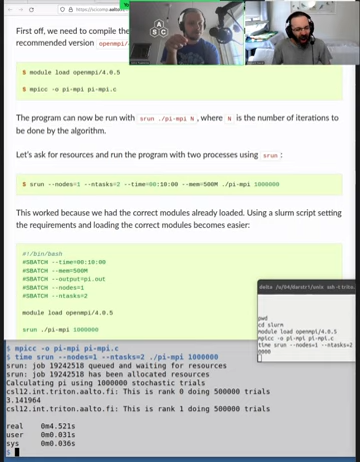 First off, we need to compile the
recommended version openmpi/
$ module load openmpi/4.0.5
$ mpicc -o pi-mpi pi-mpi.c
The program can now be run with srun ./pi-mpi N, where N is the number of iterations to
be done by the algorithm.
Let's ask for resources and run the program with two processes using srun:
$ srun --nodes=1 --ntasks=2 --time=00:10:00 --mem=500M ./pi-mpi 1000000
This worked because we had the correct modules already loaded. Using a slurm script setting
the requirements and loading the correct modules becomes easier:
#!/bin/bash
#SBATCH --time=00:10:00
#SBATCH --mem=500M
#SBATCH --output=pi.out
#SBATCH --nodes=1
#SBATCH --ntasks=2
module load openmpi/4.0.5
srun ./pi-mpi 1000000
pwd
cd slurm
module load openmpi/4.0.5
mpicc -o pi-mpi pi-mpi.c
time srun --nodes=1 --ntasks=2
0000
$ mpicc -o pi-mpi pi-mpi.c
$ time srun --nodes=1 --ntasks=2 ./pi-mpi 1000000
srun: job 19242518 queued and waiting for resources
srun: job 19242518 has been allocated resources
Calculating pi using 1000000 stochastic trials
csl12.int.triton.aalto.fi: This is rank 0 doing 500000 trials
3.141964
csl12.int.triton.aalto.fi: This is rank 1 doing 500000 trials
real 0m4.521s
user 0m0.031s
sys 0m0.036s